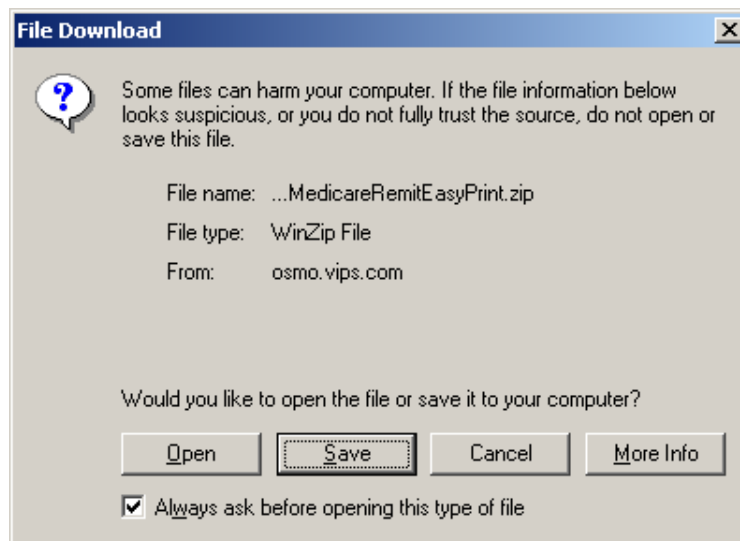 File Download
Some files can harm your computer. If the file information below
looks suspicious, or you do not fully trust the source, do not open or
save this file.
File name: ...MedicareRemitEasyPrint.zip
File type: WinZip File
From: osmo.vips.com
Would you like to open the file or save it to your computer?
Open Save Cancel More Info
Always ask before opening this type of file